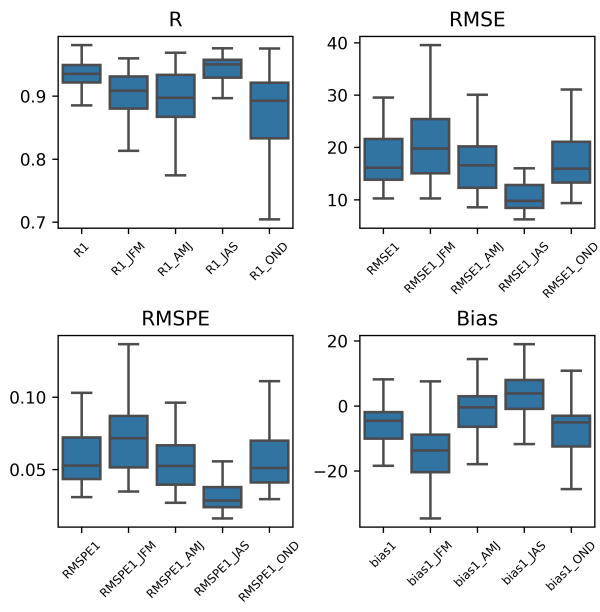 R
0.9
0.8
0.7
R1
R1_JFM
R1_AMJ
R1_JAS
R1_OND
RMSE
40
30
20
10
RMSE1
RMSE1_JFM
RMSE1_AMJ
RMSE1_JAS
RMSE1_OND
RMSPE
0.10
0.05
RMSPE1
RMSPE1_JFM
RMSPE1_AMJ
RMSPE1_JAS
RMSPE1_OND
Bias
20
0
−20
bias1
bias1_JFM
bias1_AMJ
bias1_JAS
bias1_OND